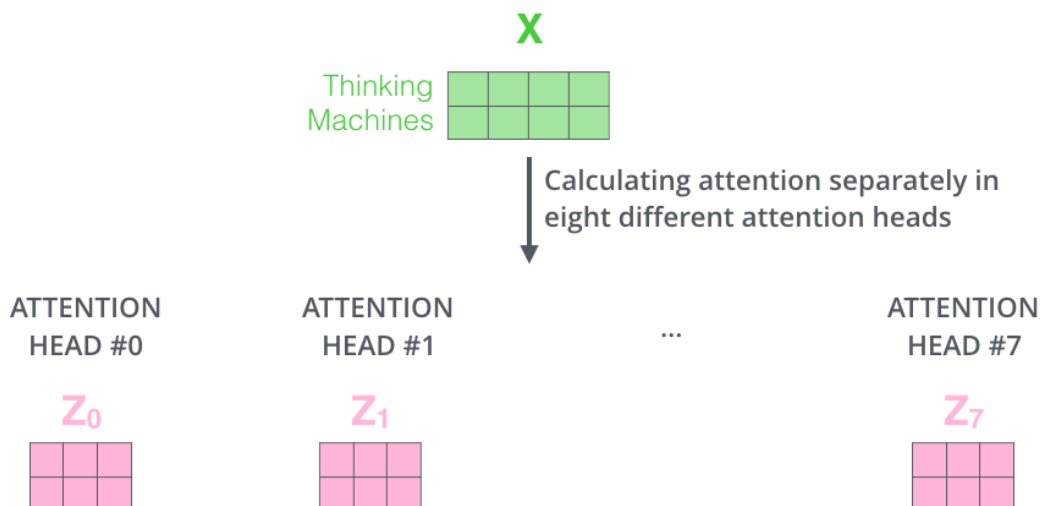 X
Thinking
Machines
Calculating attention separately in
eight different attention heads
ATTENTION
HEAD #0
ATTENTION
HEAD #1
...
ATTENTION
HEAD #7
Z₀
Z₁
Z₇